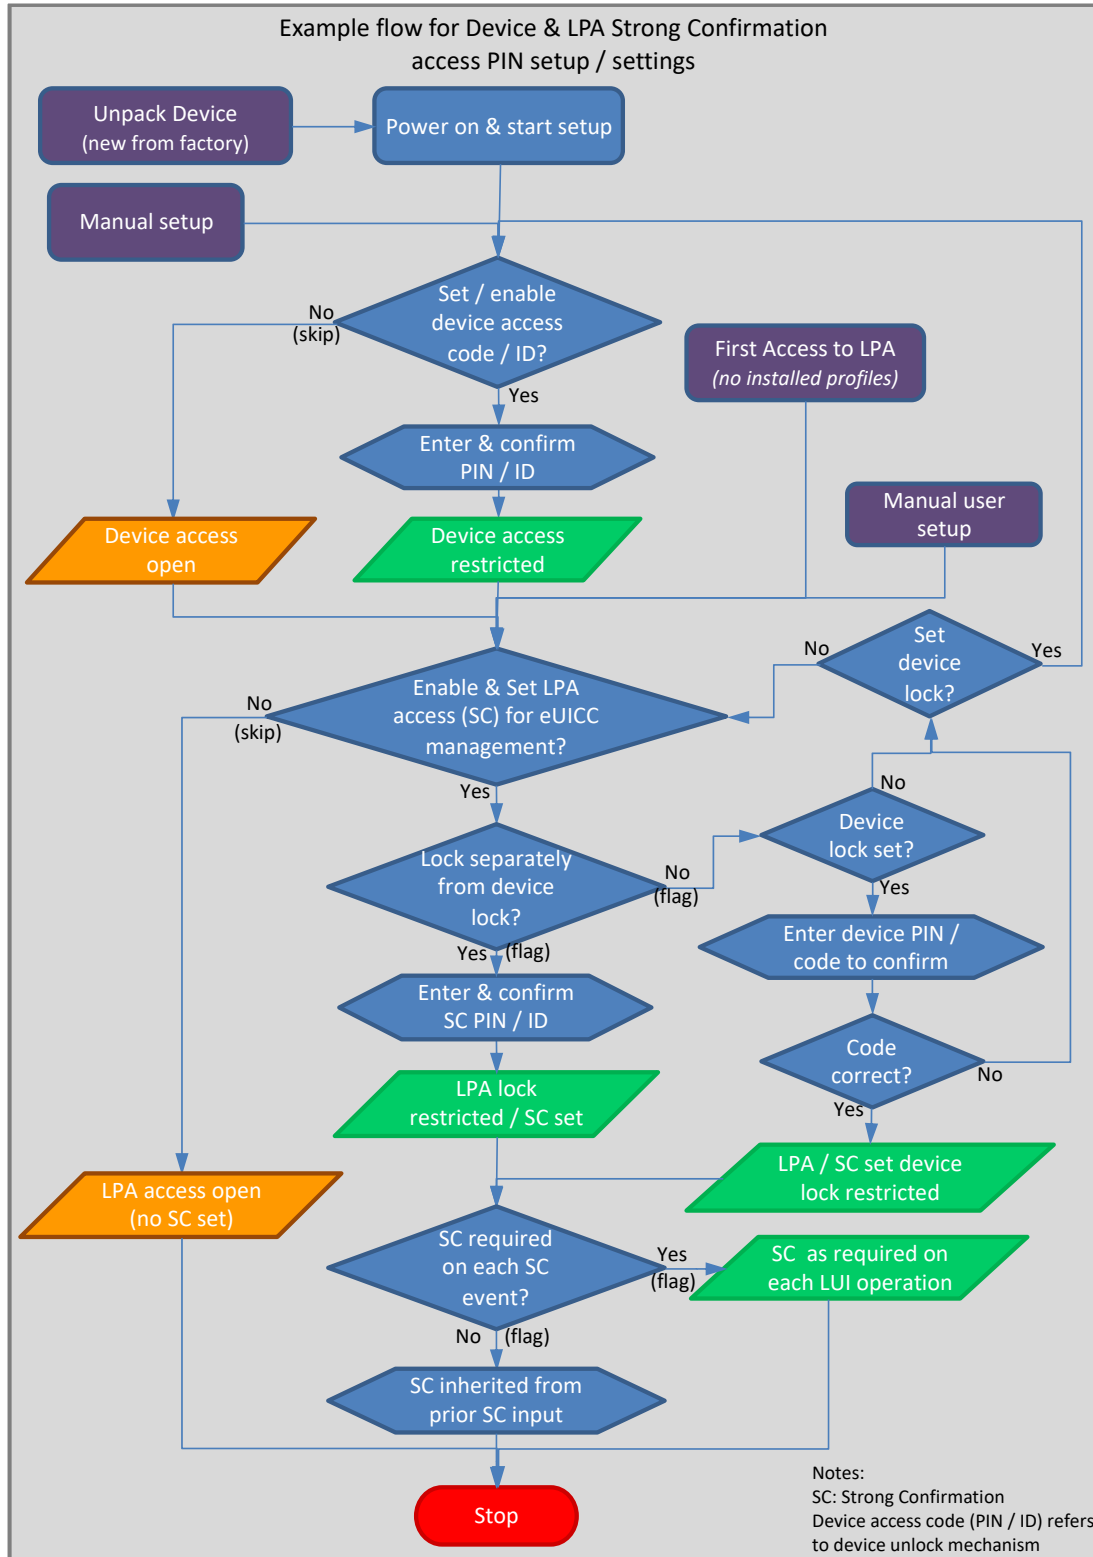 Example flow for Device & LPA Strong Confirmation
access PIN setup / settings
Unpack Device
(new from factory)
Power on & start setup
Manual setup
Set / enable
device access
code / ID?
No
(skip)
Yes
First Access to LPA
(no installed profiles)
Enter & confirm
PIN / ID
Manual user
setup
Device access
open
Device access
restricted
Set
device
lock?
No
Yes
Enable & Set LPA
access (SC) for eUICC
management?
No
(skip)
Yes
No
Device
lock set?
Yes
Lock separately
from device
lock?
No
(flag)
Yes
(flag)
Enter device PIN /
code to confirm
Enter & confirm
SC PIN / ID
Code
correct?
No
Yes
LPA lock
restricted / SC set
LPA / SC set device
lock restricted
LPA access open
(no SC set)
SC required
on each SC
event?
Yes
(flag)
SC as required on
each LUI operation
No
(flag)
SC inherited from
prior SC input
Stop
Notes:
SC: Strong Confirmation
Device access code (PIN / ID) refers
to device unlock mechanism